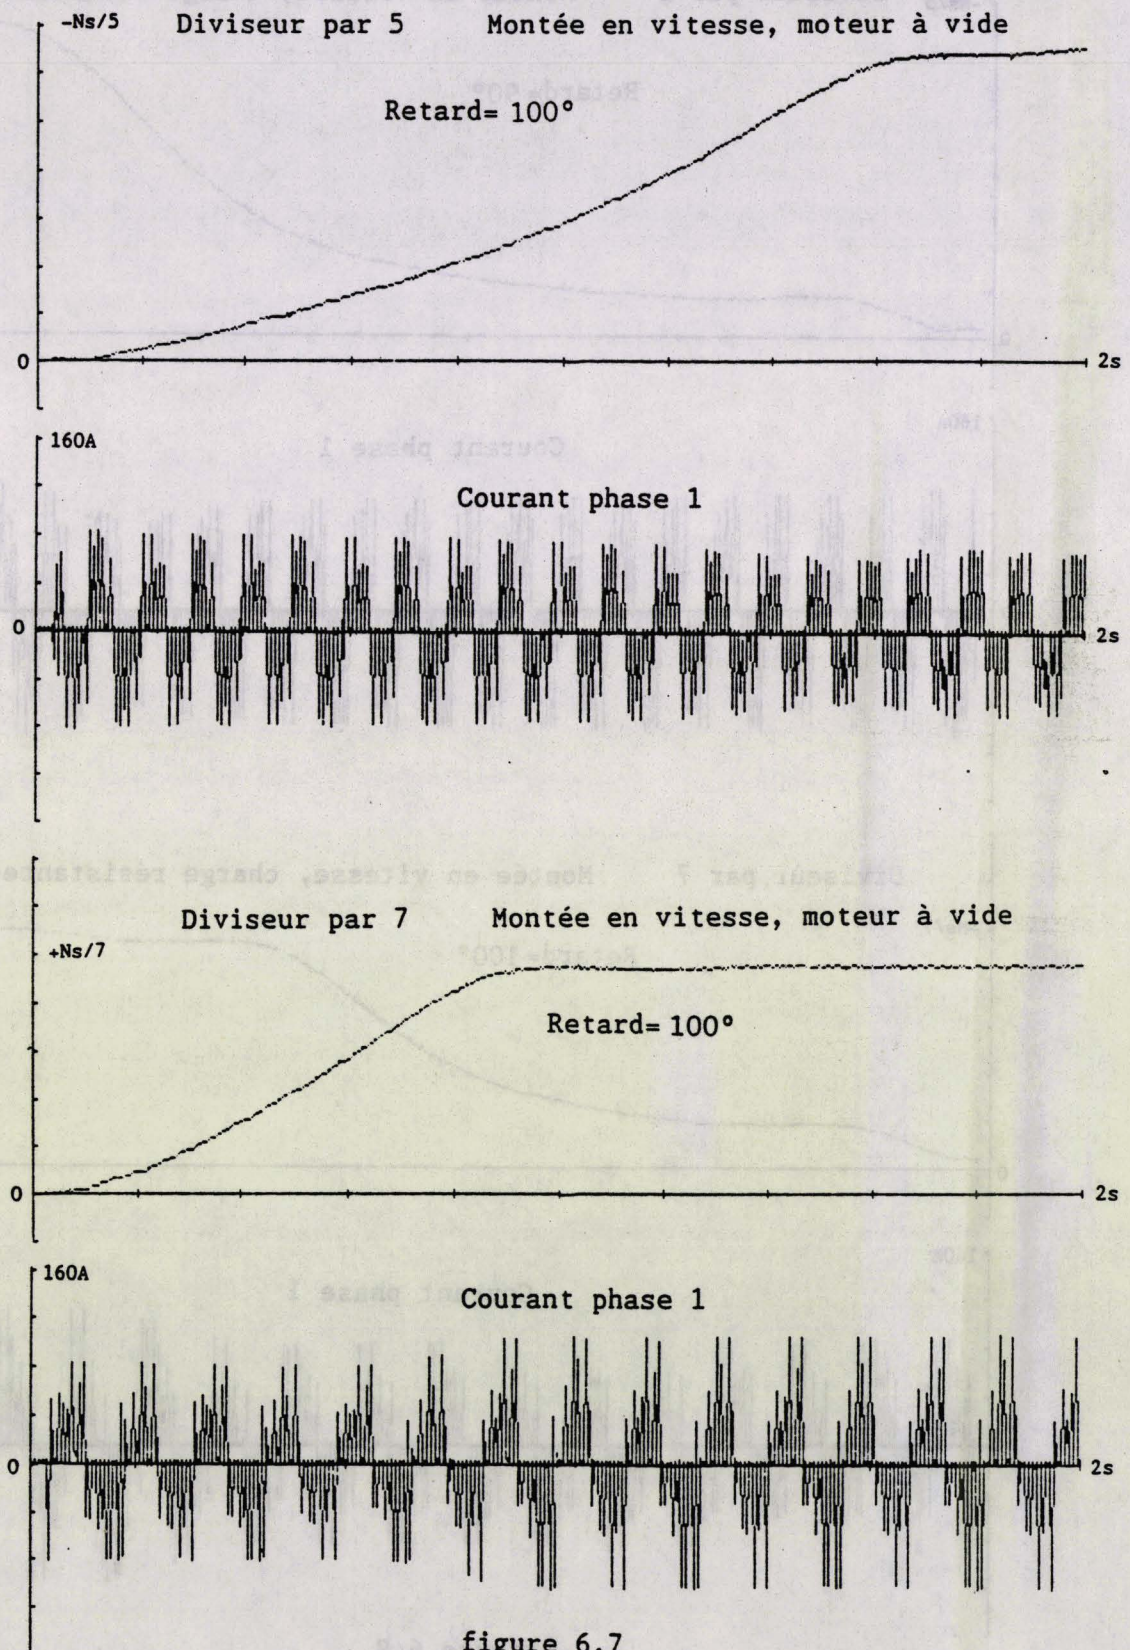 -Ns/5 Diviseur par 5 Montée en vitesse, moteur à vide
Retard= 100°
0 2s
160A
Courant phase 1
0 2s
Diviseur par 7 Montée en vitesse, moteur à vide
+Ns/7
Retard= 100°
0 2s
160A
Courant phase 1
0 2s
figure 6.7